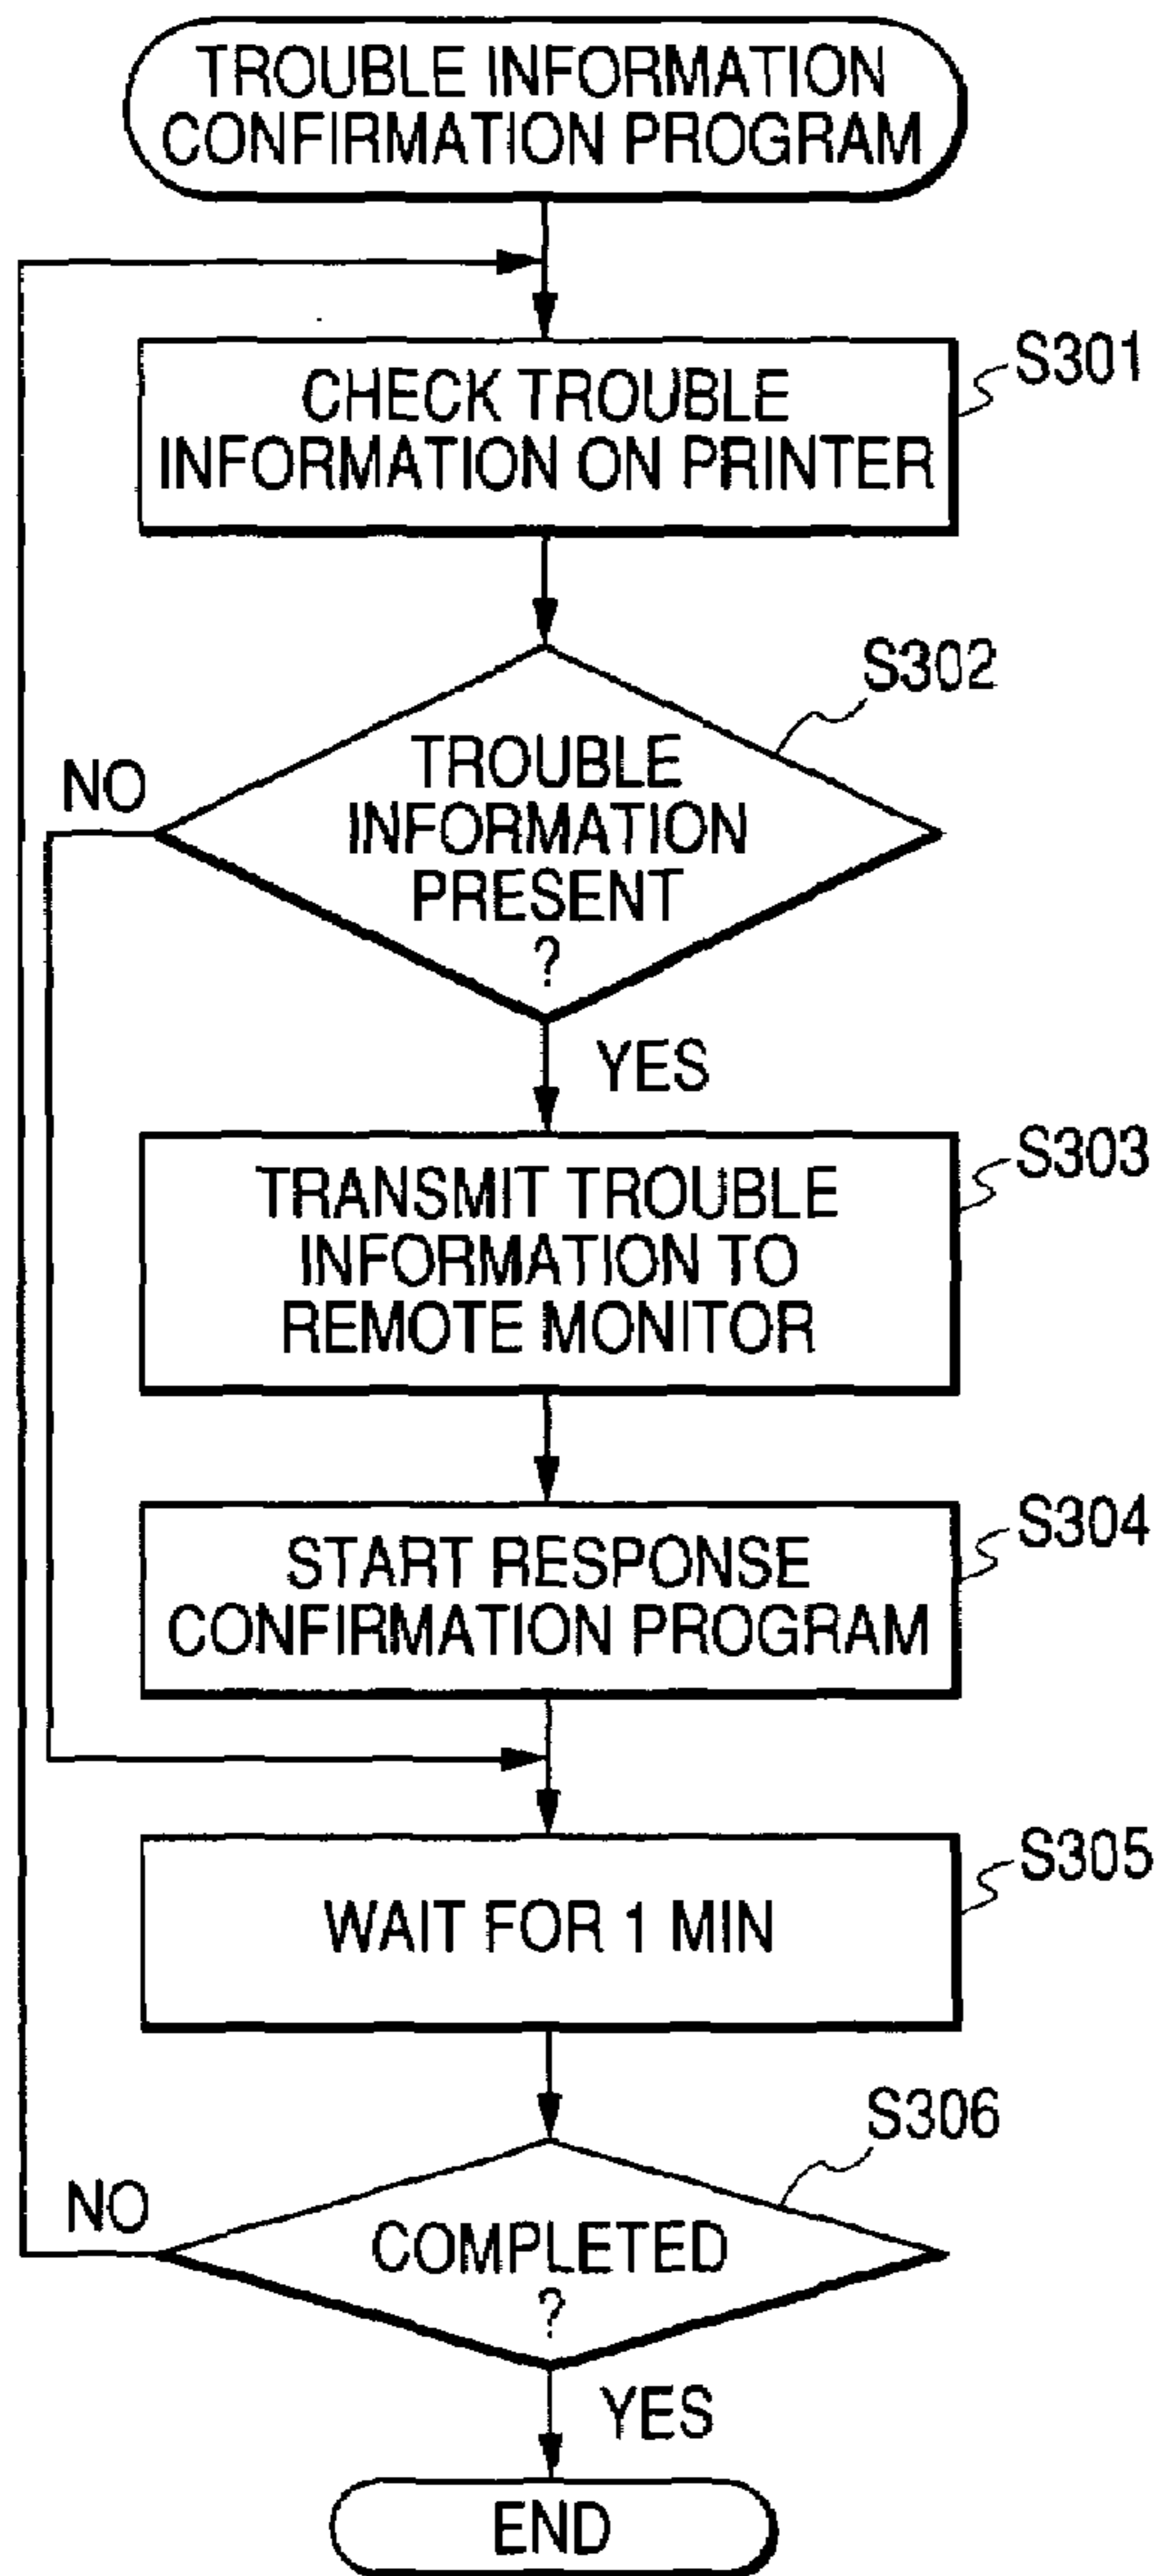 TROUBLE INFORMATION
CONFIRMATION PROGRAM
CHECK TROUBLE
INFORMATION ON PRINTER
S301
S302
TROUBLE
INFORMATION
PRESENT
?
NO
YES
TRANSMIT TROUBLE
INFORMATION TO
REMOTE MONITOR
S303
START RESPONSE
CONFIRMATION PROGRAM
S304
WAIT FOR 1 MIN
S305
S306
COMPLETED
?
NO
YES
END